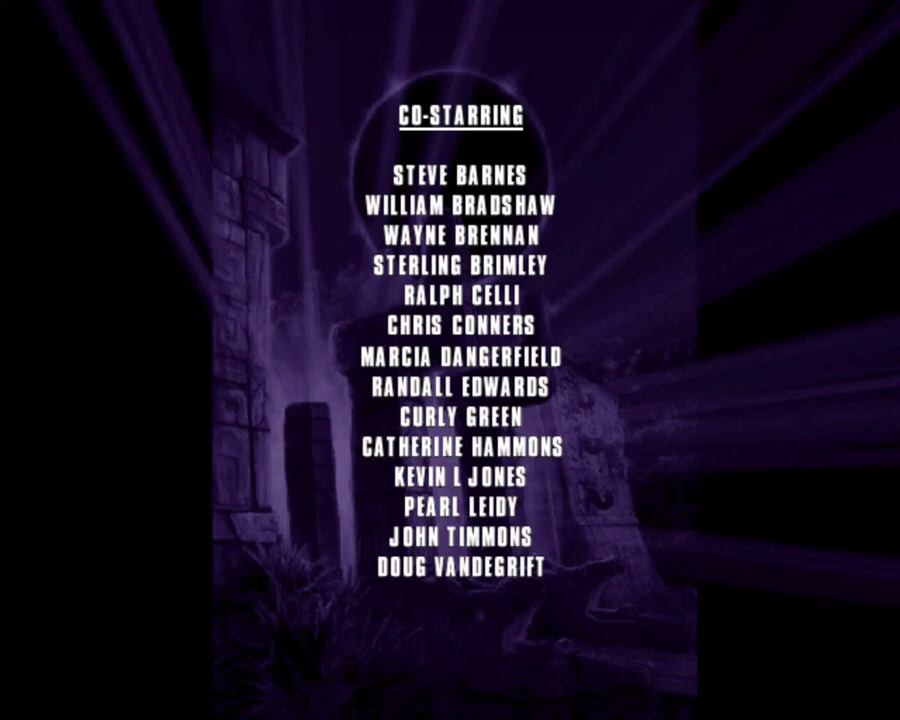 CO-STARRING
STEVE BARNES
WILLIAM BRADSHAW
WAYNE BRENNAN
STERLING BRIMLEY
RALPH CELLI
CHRIS CONNERS
MARCIA DANGERFIELD
RANDALL EDWARDS
CURLY GREEN
CATHERINE HAMMONS
KEVIN L JONES
PEARL LEIDY
JOHN TIMMONS
DOUG VANDEGRIFT